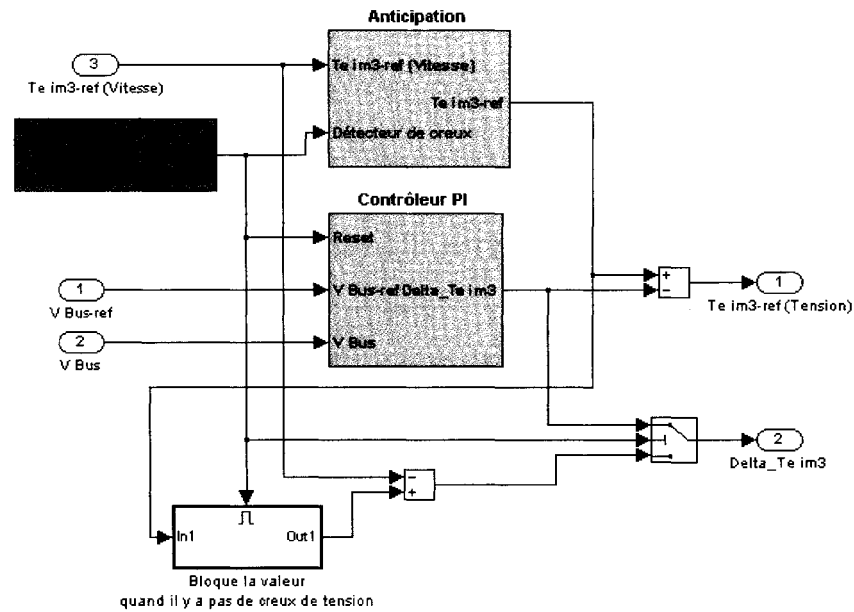 Anticipation
3
Te im3-ref (Vitesse)
Te im3-ref (Vitesse)
Te im3-ref
Détecteur de creux
Contrôleur PI
Reset
V Bus-ref Delta_Te im3
V Bus
1
V Bus-ref
2
V Bus
+
−
1
Te im3-ref (Tension)
2
Delta_Te im3
−
+
In1
Out1
Bloque la valeur
quand il y a pas de creux de tension